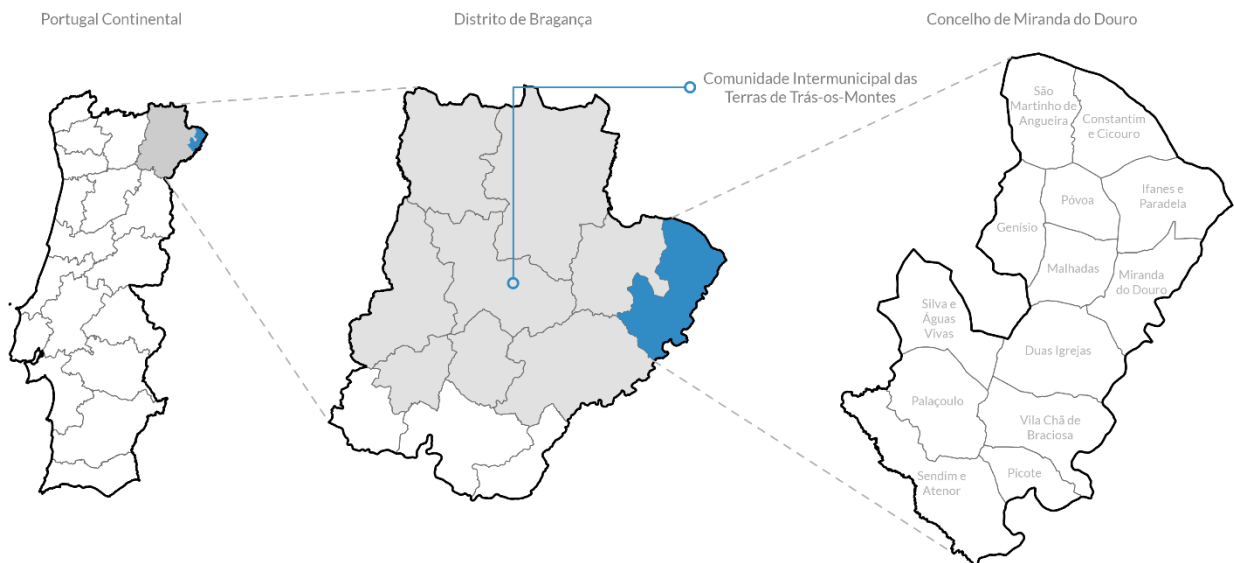 Portugal Continental
Distrito de Bragança
Concelho de Miranda do Douro
Comunidade Intermunicipal das
Terras de Trás-os-Montes
São
Martinho de
Angueira
Constantim
e Cicouro
Ifanes e
Paradela
Póvoa
Genísio
Malhadas
Miranda
do Douro
Silva e
Águas
Vivas
Duas Igrejas
Palaçoulo
Vila Chã de
Braciosa
Sendim e
Atenor
Picote